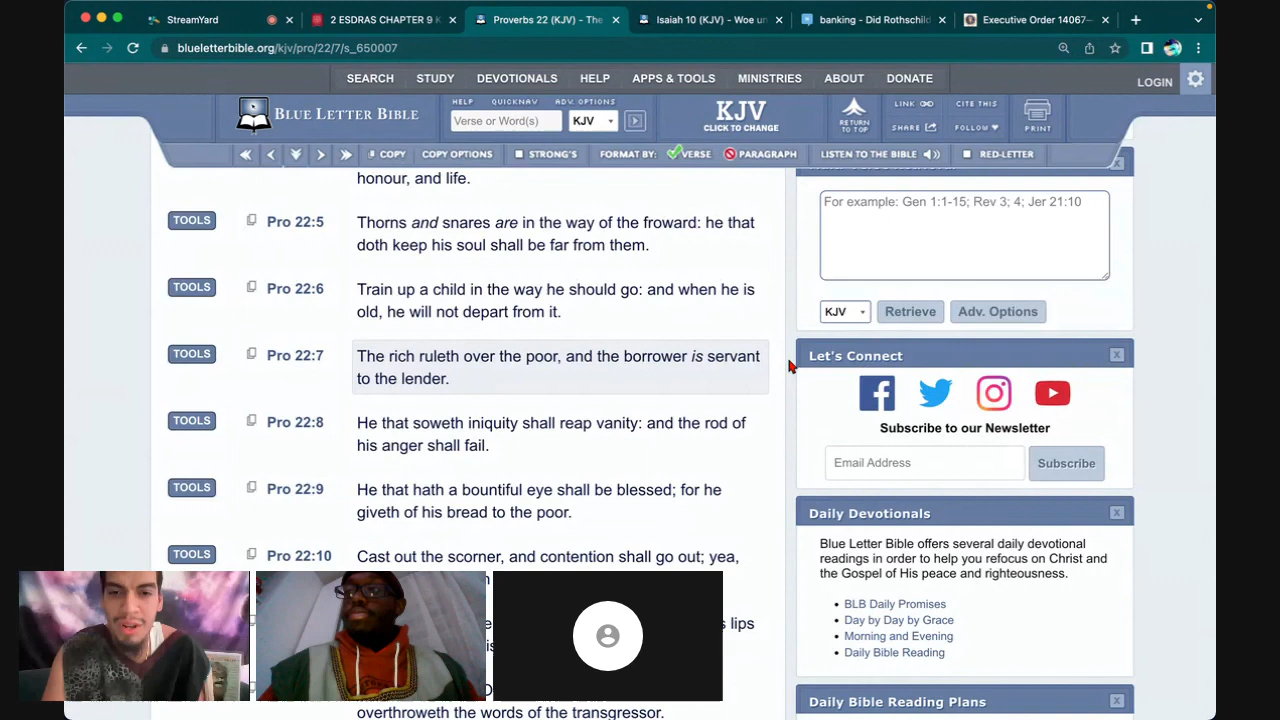 StreamYard
2 ESDRAS CHAPTER 9 K
Proverbs 22 (KJV) - The
Isaiah 10 (KJV) - Woe un
banking - Did Rothschild
Executive Order 14067
blueletterbible.org/kjv/pro/22/7/s_650007
SEARCH STUDY DEVOTIONALS HELP APPS & TOOLS MINISTRIES ABOUT DONATE
LOGIN
BLUE LETTER BIBLE
HELP QUICKNAV ADV. OPTIONS
Verse or Word(s)
KJV
KJV
CLICK TO CHANGE
RETURN
TO TOP
LINK
CITE THIS
SHARE
FOLLOW
PRINT
COPY COPY OPTIONS STRONG'S FORMAT BY: VERSE PARAGRAPH LISTEN TO THE BIBLE RED-LETTER
honour, and life.
TOOLS Pro 22:5 Thorns and snares are in the way of the froward: he that
doth keep his soul shall be far from them.
TOOLS Pro 22:6 Train up a child in the way he should go: and when he is
old, he will not depart from it.
TOOLS Pro 22:7 The rich ruleth over the poor, and the borrower is servant
to the lender.
TOOLS Pro 22:8 He that soweth iniquity shall reap vanity: and the rod of
his anger shall fail.
TOOLS Pro 22:9 He that hath a bountiful eye shall be blessed; for he
giveth of his bread to the poor.
TOOLS Pro 22:10 Cast out the scorner, and contention shall go out; yea,
lips
overthroweth the words of the transgressor.
For example: Gen 1:1-15; Rev 3; 4; Jer 21:10
KJV Retrieve Adv. Options
Let's Connect
Subscribe to our Newsletter
Email Address Subscribe
Daily Devotionals
Blue Letter Bible offers several daily devotional
readings in order to help you refocus on Christ and
the Gospel of His peace and righteousness.
BLB Daily Promises
Day by Day by Grace
Morning and Evening
Daily Bible Reading
Daily Bible Reading Plans